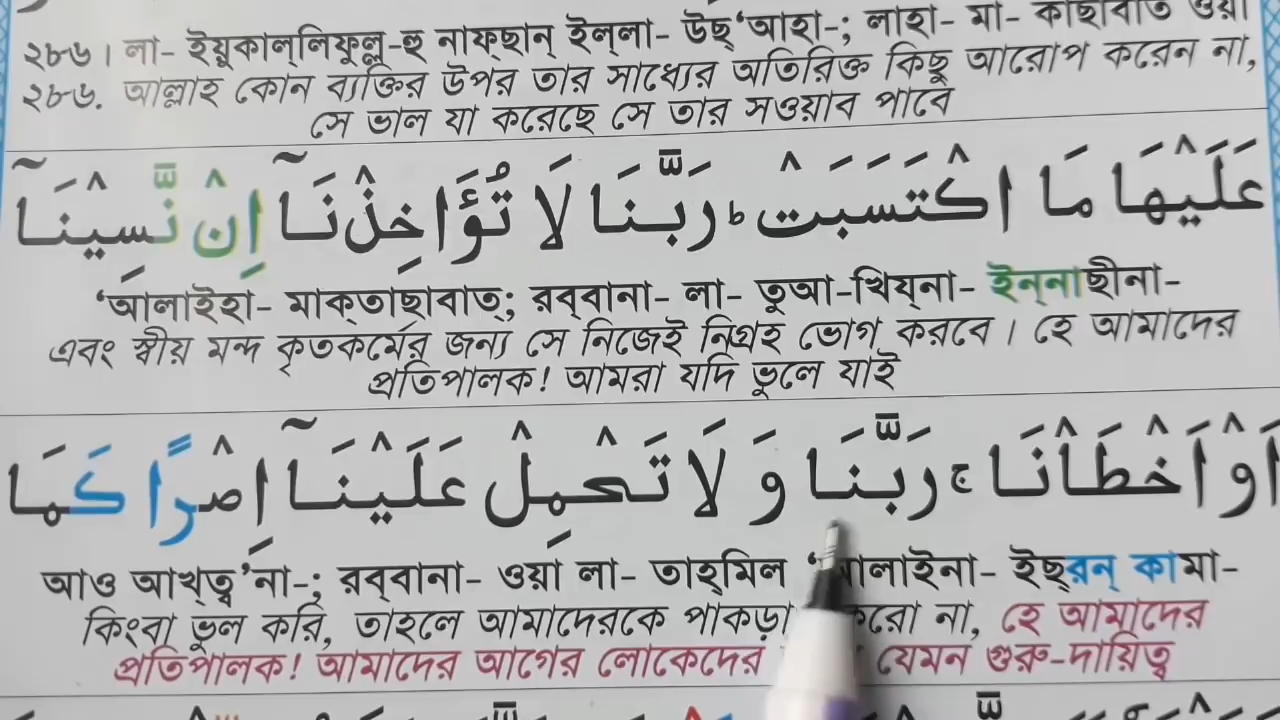 ২৮৬। লা- ইয়ুকাল্লিফুল্লু-হু নাফ্ছান্ ইল্লা- উছ্‘আহা-; লাহা- মা- কাছাবাত ওয়া
২৮৬. আল্লাহ কোন ব্যক্তির উপর তার সাধ্যের অতিরিক্ত কিছু আরোপ করেন না,
সে ভাল যা করেছে সে তার সওয়াব পাবে
عَلَيْهَا مَا اكْتَسَبَتْ ط رَبَّنَا لَا تُؤَاخِذْنَآ اِنْ نَّسِيْنَآ
‘আলাইহা- মাক্তাছাবাত্; রব্বানা- লা- তুআ-খিয্না- ইন্নাছীনা-
এবং স্বীয় মন্দ কৃতকর্মের জন্য সে নিজেই নিগ্রহ ভোগ করবে। হে আমাদের
প্রতিপালক! আমরা যদি ভুলে যাই
اَوْ اَخْطَاْنَا ج رَبَّنَا وَ لَا تَحْمِلْ عَلَيْنَآ اِصْرًا كَمَا
আও আখ্ত্ব’না-; রব্বানা- ওয়া লা- তাহ্মিল ‘আলাইনা- ইছ্রন্ কামা-
কিংবা ভুল করি, তাহলে আমাদেরকে পাকড়া করো না, হে আমাদের
প্রতিপালক! আমাদের আগের লোকেদের যেমন গুরু-দায়িত্ব